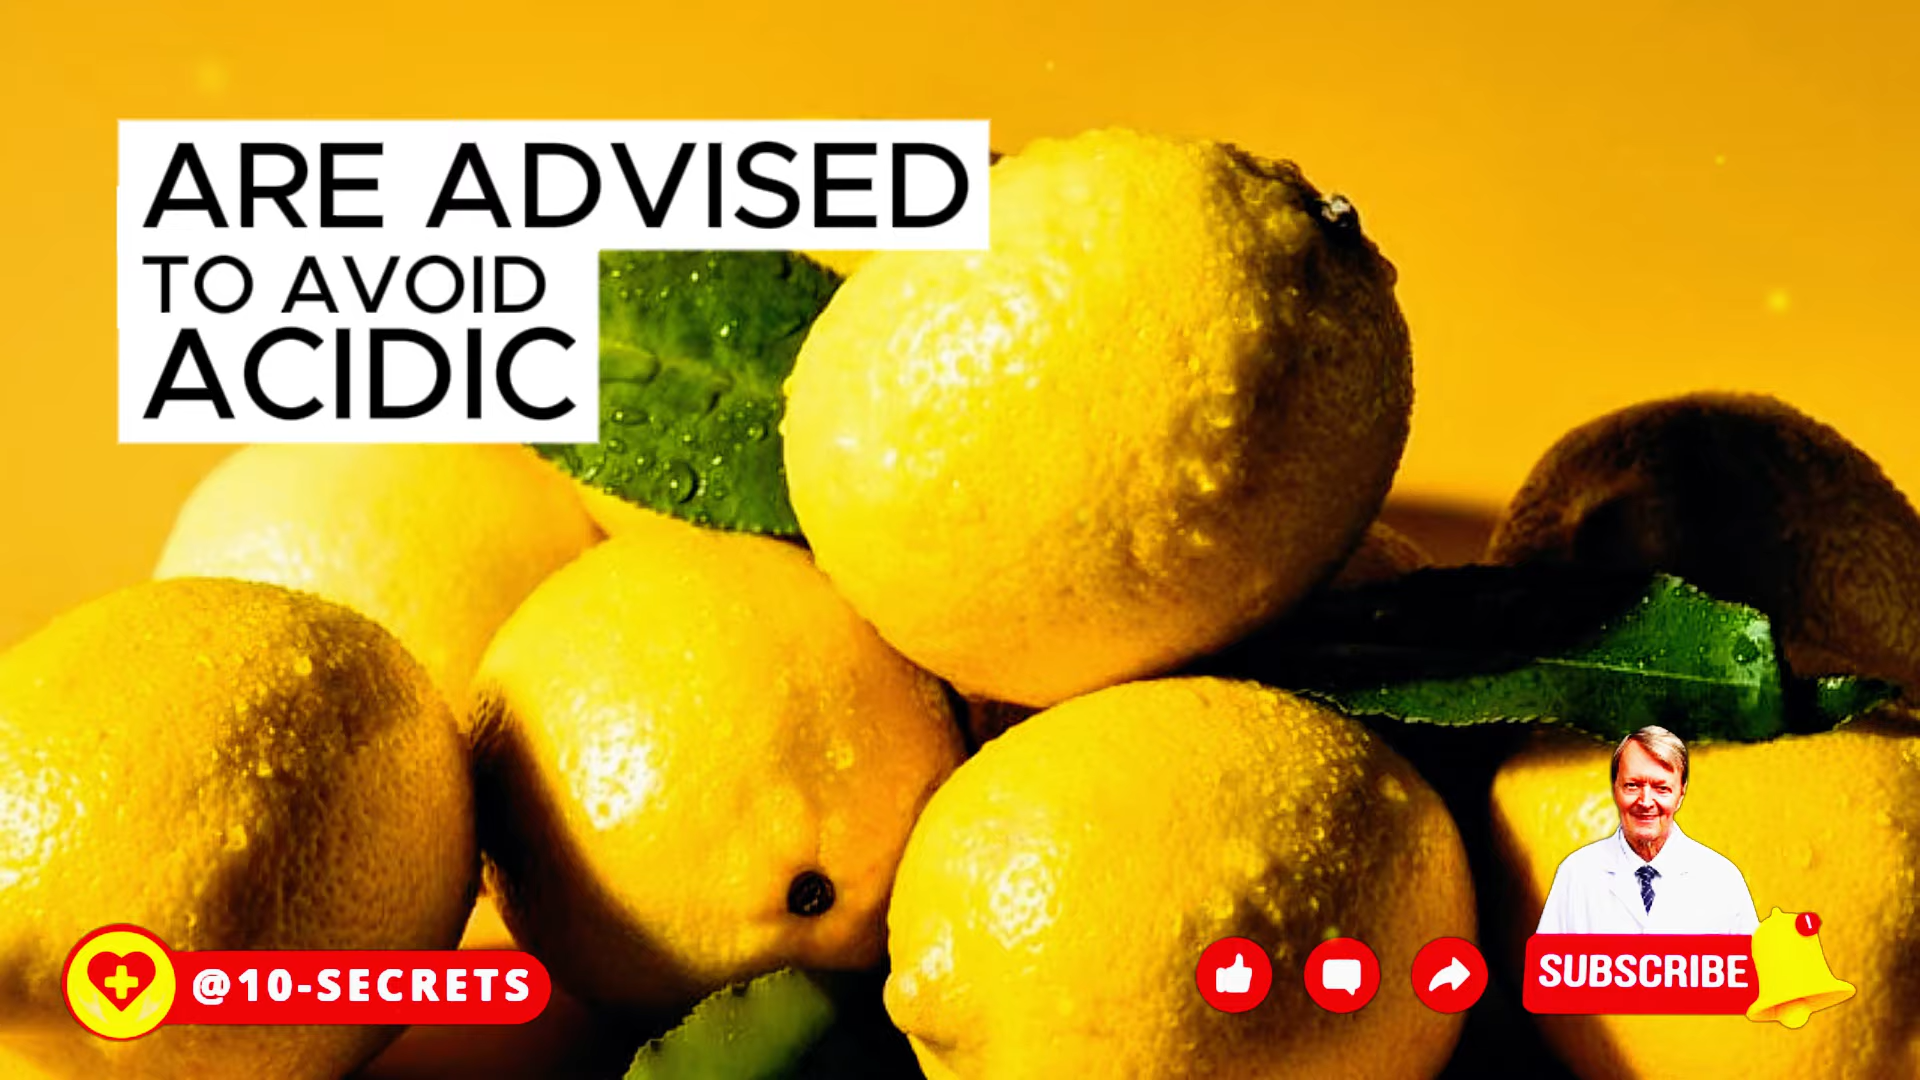 ARE ADVISED
TO AVOID
ACIDIC
@10-SECRETS
SUBSCRIBE